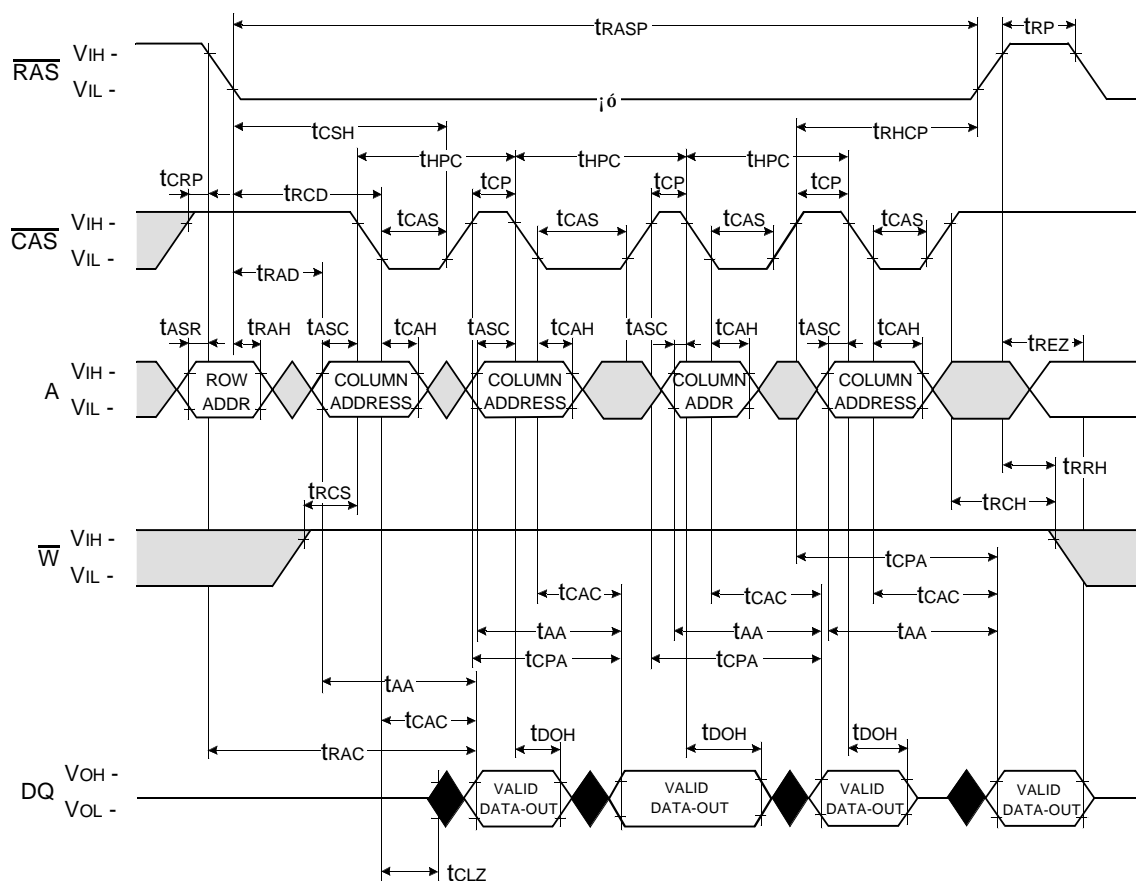 tRASP tRP
RAS VIH -
VIL -
¡ó
tCSH tRHCP
tHPC tHPC tHPC
tCRP tRCD tCP tCP tCP
CAS VIH -
VIL -
tCAS tCAS tCAS tCAS
tRAD
tASR tRAH tASC tCAH tASC tCAH tASC tCAH tASC tCAH tREZ
A VIH -
VIL -
ROW ADDR
COLUMN ADDRESS
COLUMN ADDRESS
COLUMN ADDR
COLUMN ADDRESS
tRRH
tRCS tRCH
W VIH -
VIL -
tCPA
tCAC tCAC tCAC
tAA tAA tAA
tCPA tCPA
tAA
tCAC
tRAC tDOH tDOH tDOH
DQ VOH -
VOL -
VALID DATA-OUT
VALID DATA-OUT
VALID DATA-OUT
VALID DATA-OUT
tCLZ